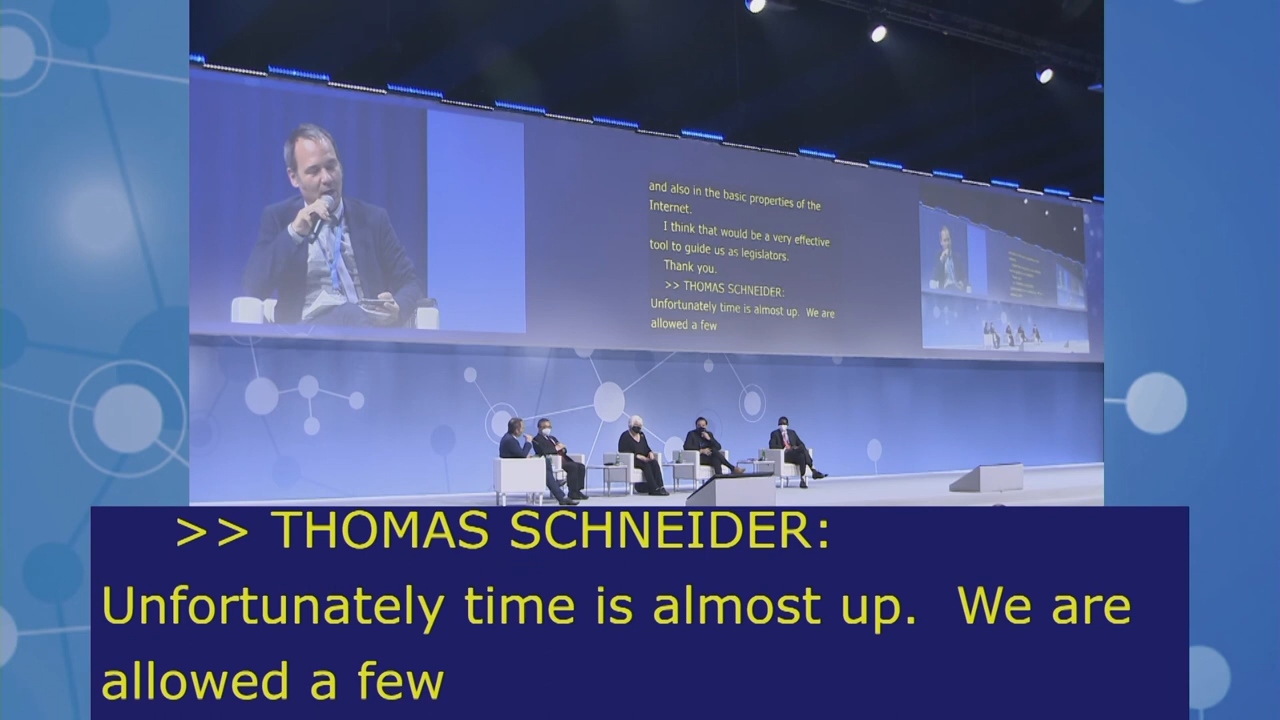 and also in the basic properties of the
Internet.
I think that would be a very effective
tool to guide us as legislators.
Thank you.
>> THOMAS SCHNEIDER:
Unfortunately time is almost up.  We are
allowed a few
>> THOMAS SCHNEIDER:
Unfortunately time is almost up.  We are
allowed a few